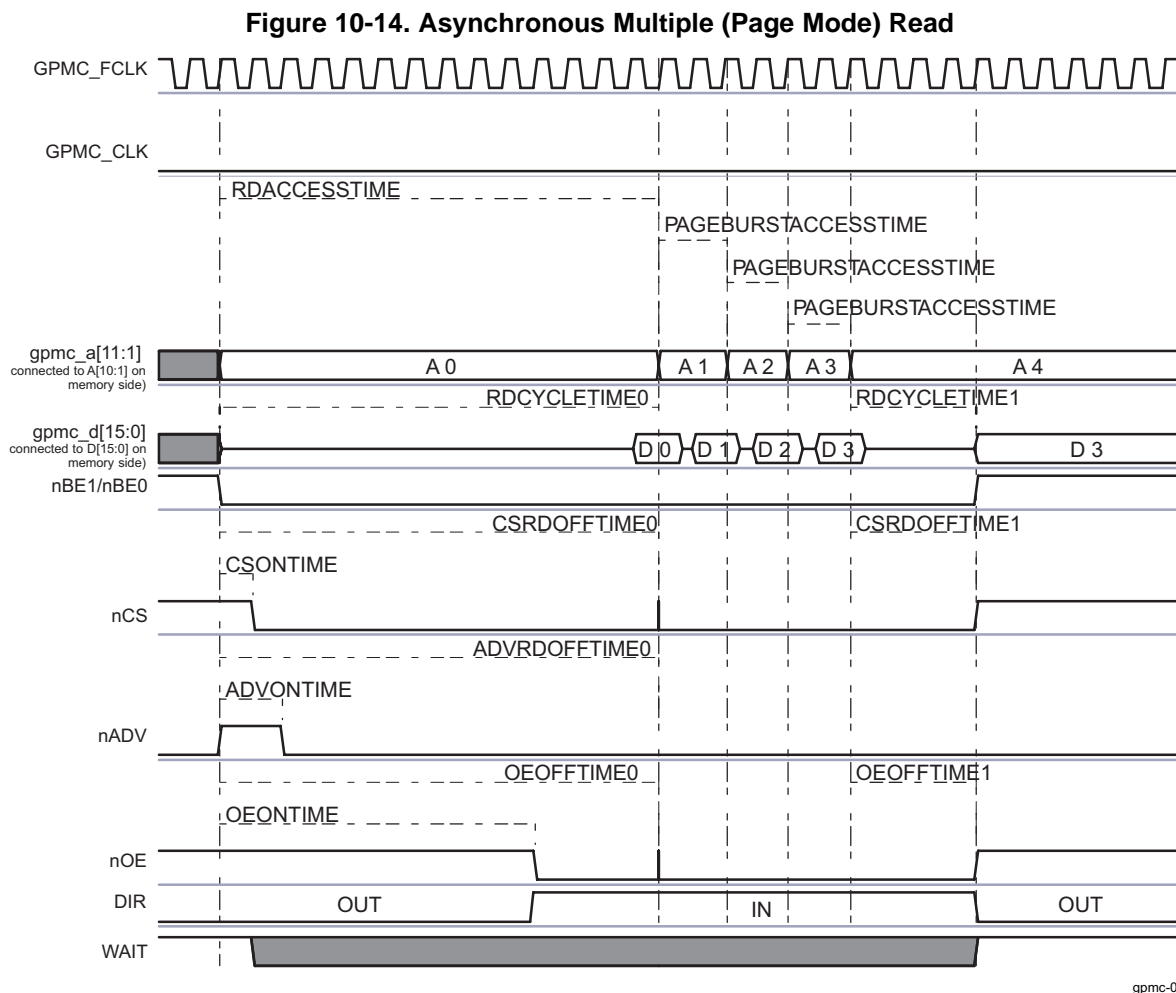 Figure 10-14. Asynchronous Multiple (Page Mode) Read
GPMC_FCLK
GPMC_CLK
RDACCESSTIME
PAGEBURSTACCESSTIME
PAGEBURSTACCESSTIME
PAGEBURSTACCESSTIME
gpmc_a[11:1]
connected to A[10:1] on
memory side)
A 0
A 1
A 2
A 3
A 4
RDCYCLETIME0
RDCYCLETIME1
gpmc_d[15:0]
connected to D[15:0] on
memory side)
D 0
D 1
D 2
D 3
D 3
nBE1/nBE0
CSRDOFFTIME0
CSRDOFFTIME1
CSONTIME
nCS
ADVRDOFFTIME0
ADVONTIME
nADV
OEOFFTIME0
OEOFFTIME1
OEONTIME
nOE
DIR
OUT
IN
OUT
WAIT
gpmc-0